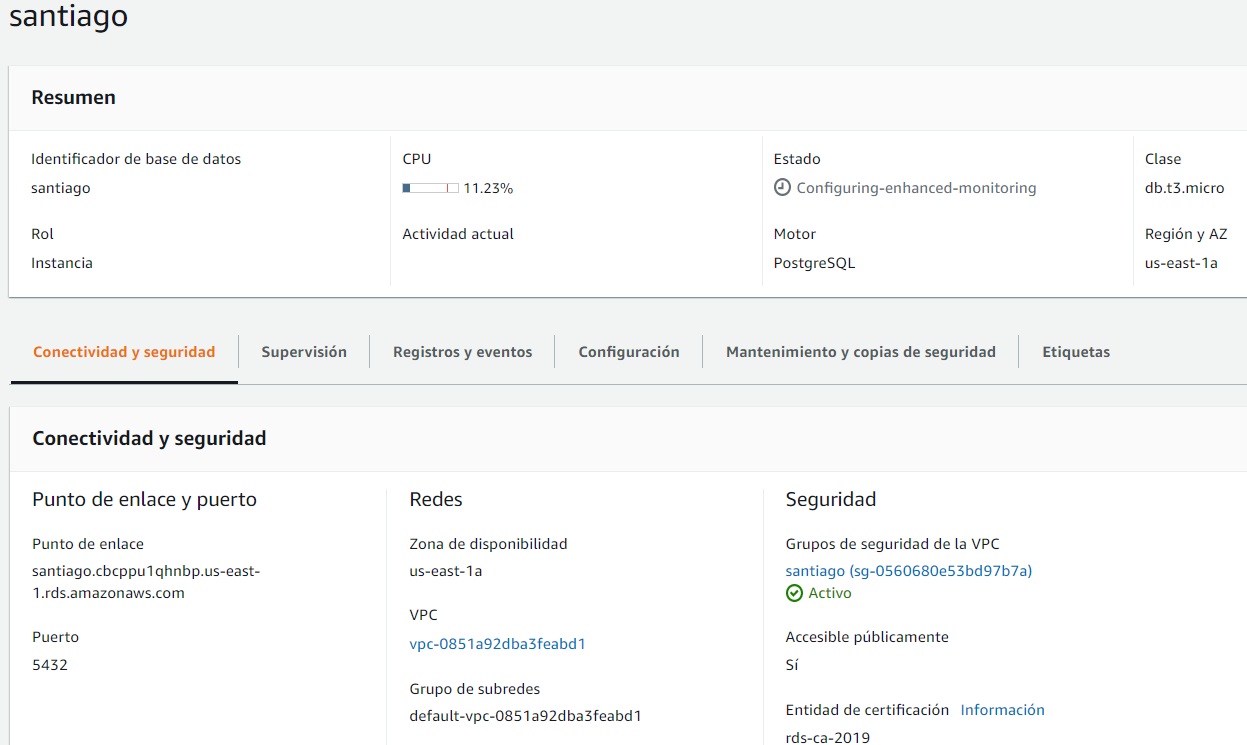 santiago
Resumen
Identificador de base de datos
santiago
CPU
11.23%
Estado
Configuring-enhanced-monitoring
Clase
db.t3.micro
Rol
Instancia
Actividad actual
Motor
PostgreSQL
Región y AZ
us-east-1a
Conectividad y seguridad
Supervisión
Registros y eventos
Configuración
Mantenimiento y copias de seguridad
Etiquetas
Conectividad y seguridad
Punto de enlace y puerto
Punto de enlace
santiago.cbcppu1qhnbp.us-east-
1.rds.amazonaws.com
Puerto
5432
Redes
Zona de disponibilidad
us-east-1a
VPC
vpc-0851a92dba3feabd1
Grupo de subredes
default-vpc-0851a92dba3feabd1
Seguridad
Grupos de seguridad de la VPC
santiago (sg-0560680e53bd97b7a)
Activo
Accesible públicamente
Sí
Entidad de certificación Información
rds-ca-2019